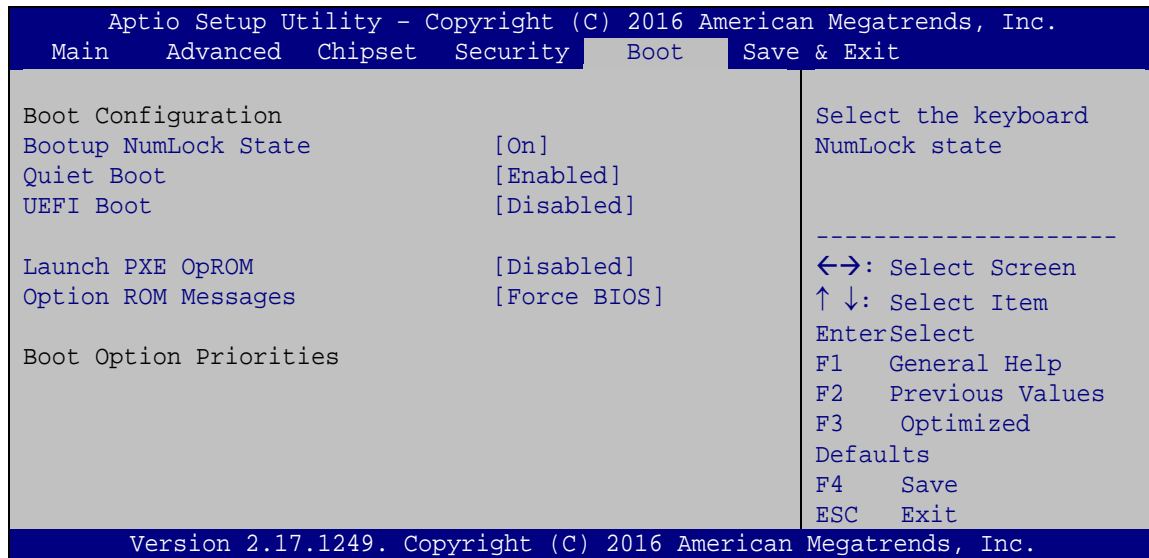 Aptio Setup Utility – Copyright (C) 2016 American Megatrends, Inc.
Main Advanced Chipset Security Boot Save & Exit
Boot Configuration
Bootup NumLock State [On]
Quiet Boot [Enabled]
UEFI Boot [Disabled]
Launch PXE OpROM [Disabled]
Option ROM Messages [Force BIOS]
Boot Option Priorities
Select the keyboard
NumLock state
---------------------
←→: Select Screen
↑ ↓: Select Item
EnterSelect
F1 General Help
F2 Previous Values
F3 Optimized
Defaults
F4 Save
ESC Exit
Version 2.17.1249. Copyright (C) 2016 American Megatrends, Inc.